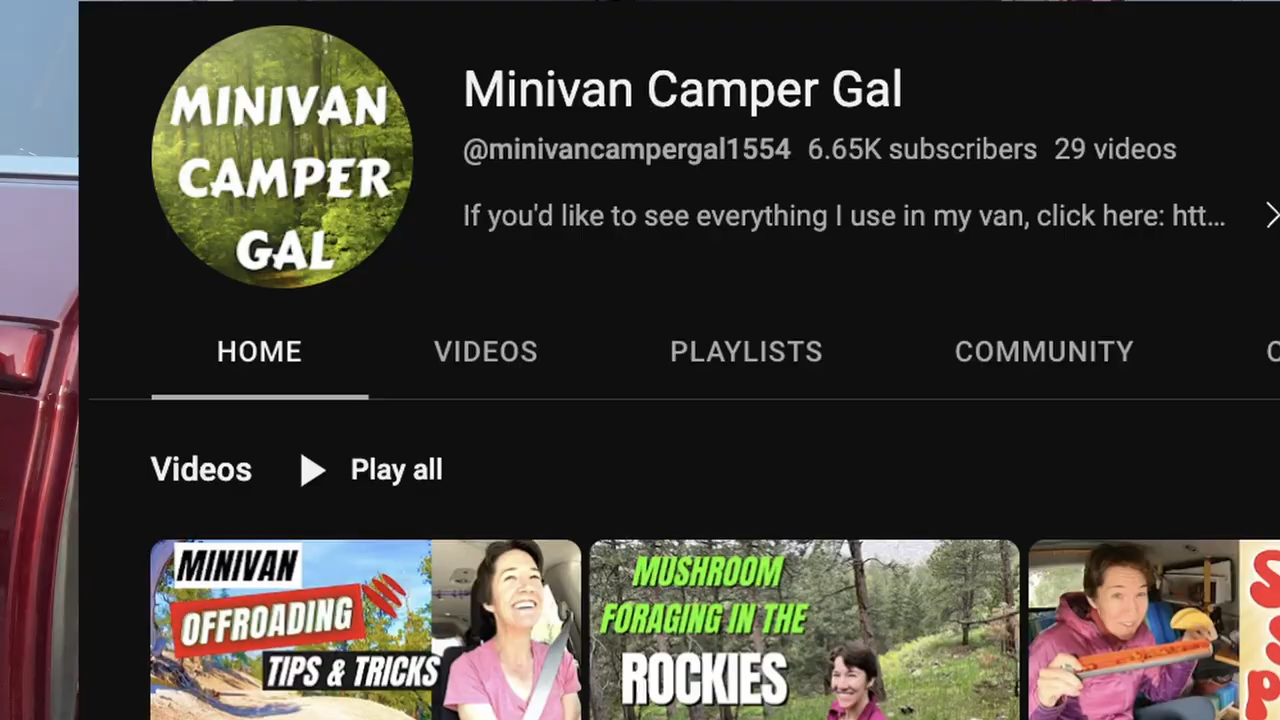 MINIVAN
CAMPER
GAL
Minivan Camper Gal
@minivancampergal1554 6.65K subscribers 29 videos
If you'd like to see everything I use in my van, click here: htt...
HOME VIDEOS PLAYLISTS COMMUNITY
Videos Play all
MINIVAN
OFFROADING
TIPS & TRICKS
MUSHROOM
FORAGING IN THE
ROCKIES